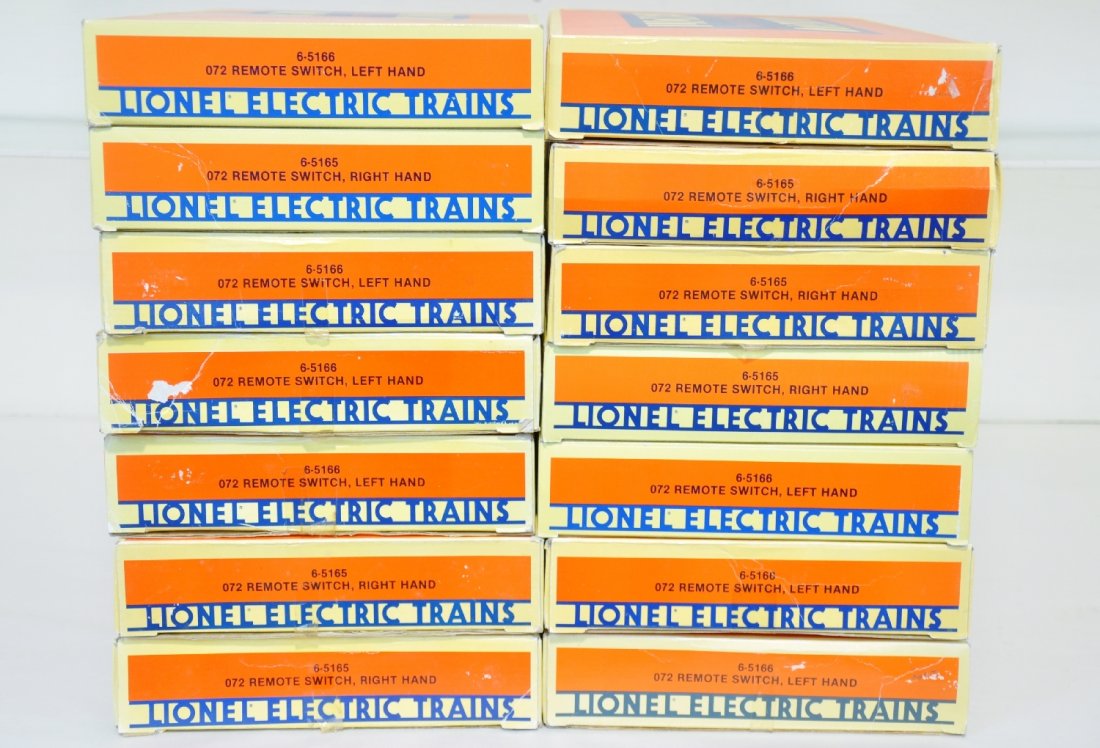 6-5166
072 REMOTE SWITCH, LEFT HAND
LIONEL ELECTRIC TRAINS
6-5165
072 REMOTE SWITCH, RIGHT HAND
LIONEL ELECTRIC TRAINS
6-5166
072 REMOTE SWITCH, LEFT HAND
LIONEL ELECTRIC TRAINS
6-5166
072 REMOTE SWITCH, LEFT HAND
LIONEL ELECTRIC TRAINS
6-5166
072 REMOTE SWITCH, LEFT HAND
LIONEL ELECTRIC TRAINS
6-5165
072 REMOTE SWITCH, RIGHT HAND
LIONEL ELECTRIC TRAINS
6-5165
072 REMOTE SWITCH, RIGHT HAND
LIONEL ELECTRIC TRAINS
6-5166
072 REMOTE SWITCH, LEFT HAND
LIONEL ELECTRIC TRAINS
6-5165
072 REMOTE SWITCH, RIGHT HAND
LIONEL ELECTRIC TRAINS
6-5165
072 REMOTE SWITCH, RIGHT HAND
LIONEL ELECTRIC TRAINS
6-5165
072 REMOTE SWITCH, RIGHT HAND
LIONEL ELECTRIC TRAINS
6-5166
072 REMOTE SWITCH, LEFT HAND
LIONEL ELECTRIC TRAINS
6-5166
072 REMOTE SWITCH, LEFT HAND
LIONEL ELECTRIC TRAINS
6-5166
072 REMOTE SWITCH, LEFT HAND
LIONEL ELECTRIC TRAINS